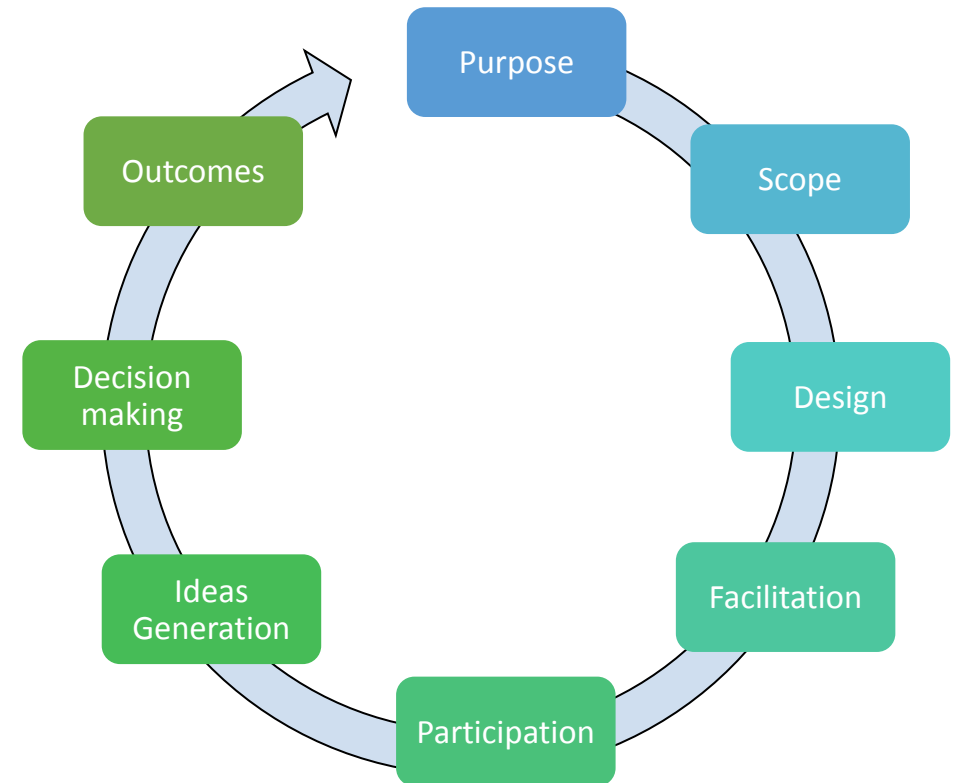 Purpose
Scope
Design
Facilitation
Participation
Ideas
Generation
Decision
making
Outcomes